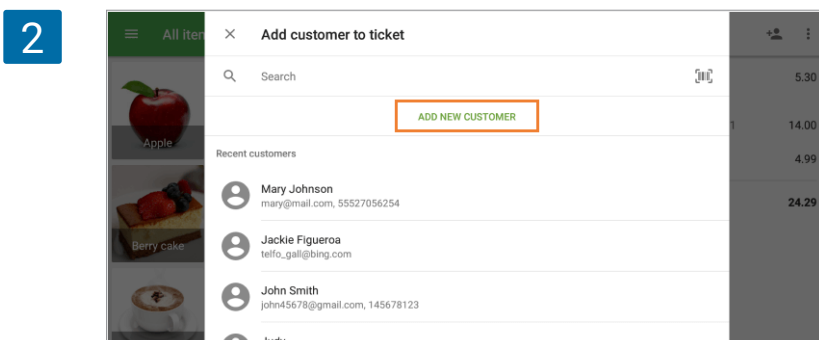 2
All iten
Add customer to ticket
Search
5.30
ADD NEW CUSTOMER
1 14.00
Apple
Recent customers
4.99
Mary Johnson
mary@mail.com, 55527056254
24.29
Jackie Figueroa
telfo_gall@bing.com
Berry cake
John Smith
john45678@gmail.com, 145678123
Judy